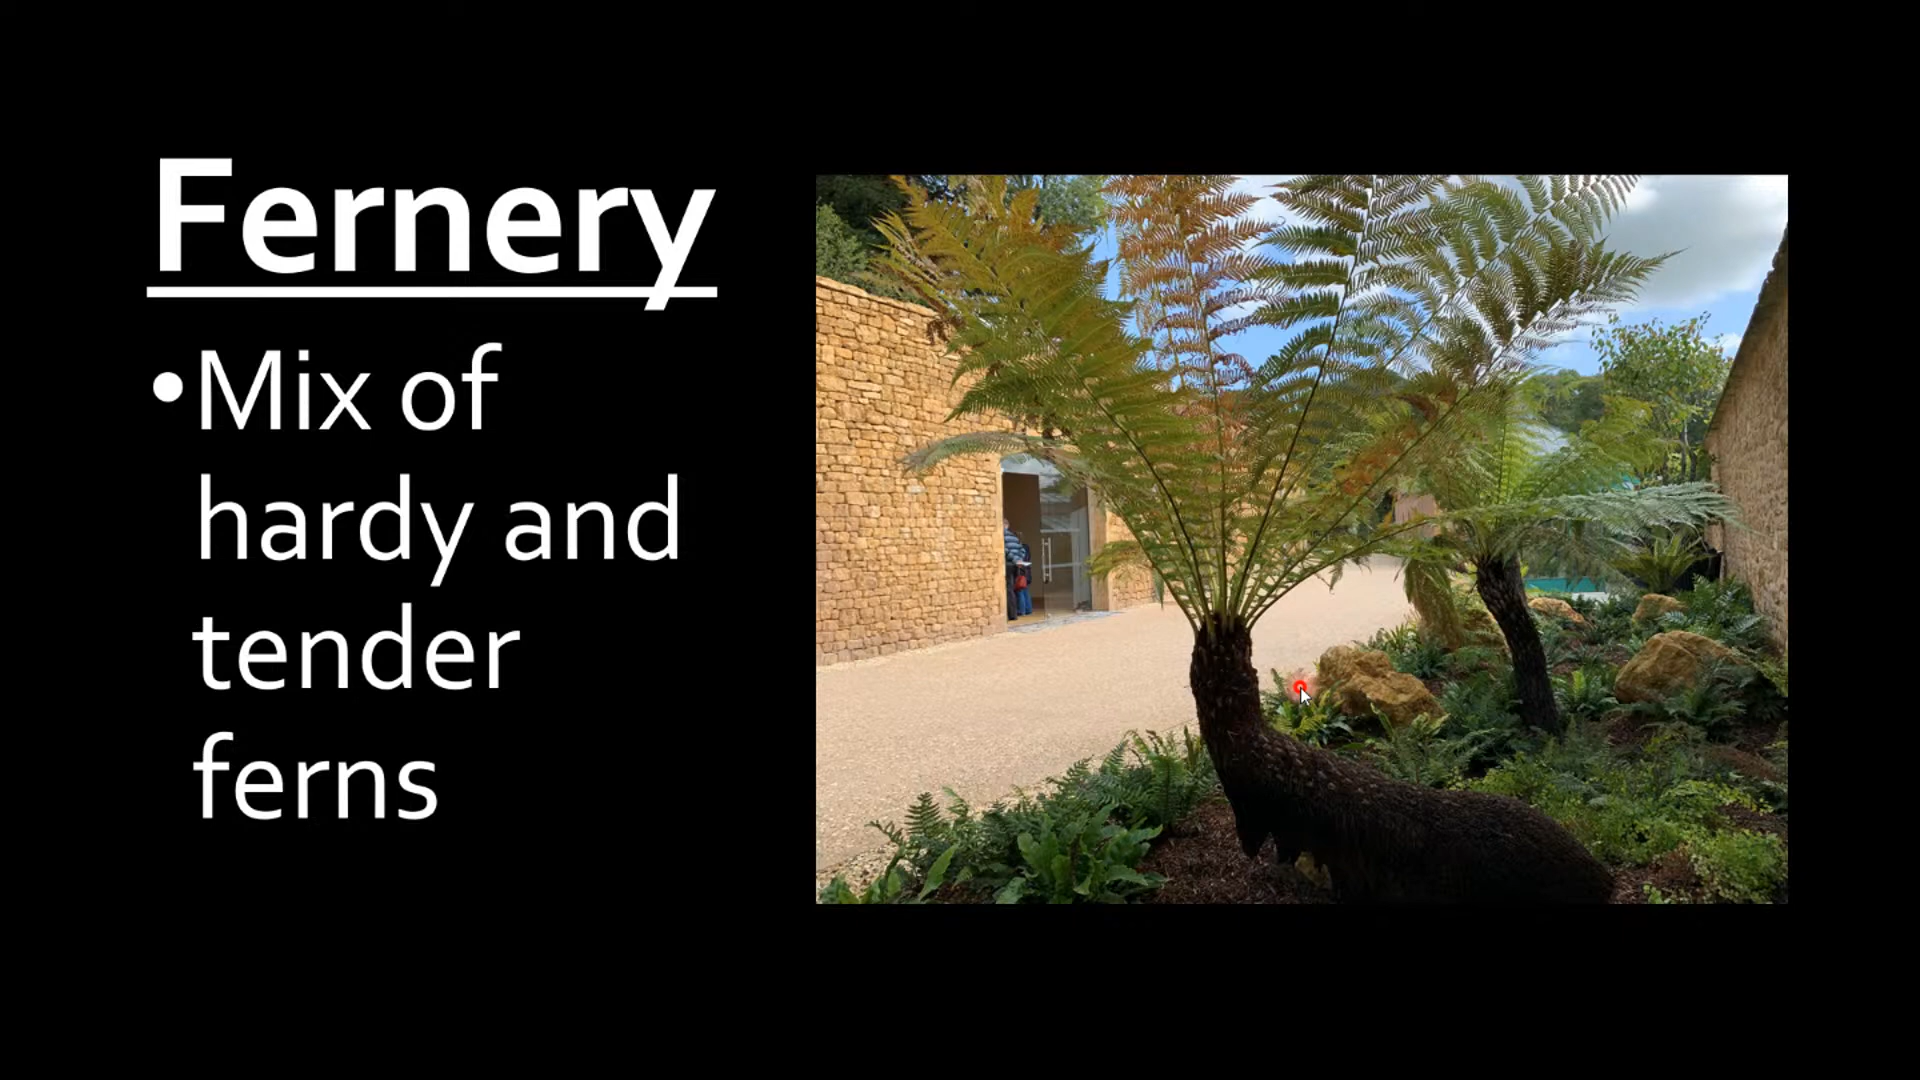 Fernery
•Mix of
hardy and
tender
ferns